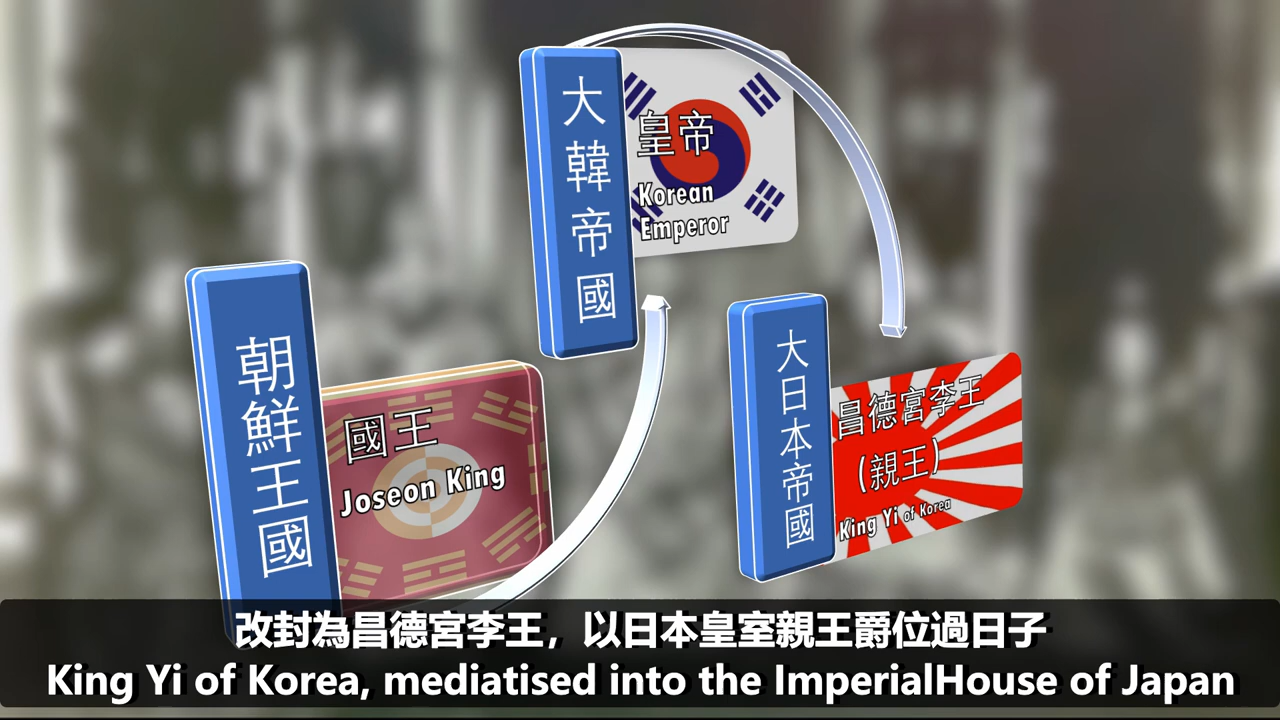 大韓帝國
皇帝
Korean
Emperor
朝鮮王國
國王
Joseon King
大日本帝國
昌德宮李王
(親王)
King Yi of Korea
改封為昌德宮李王，以日本皇室親王爵位過日子
King Yi of Korea, mediatised into the ImperialHouse of Japan